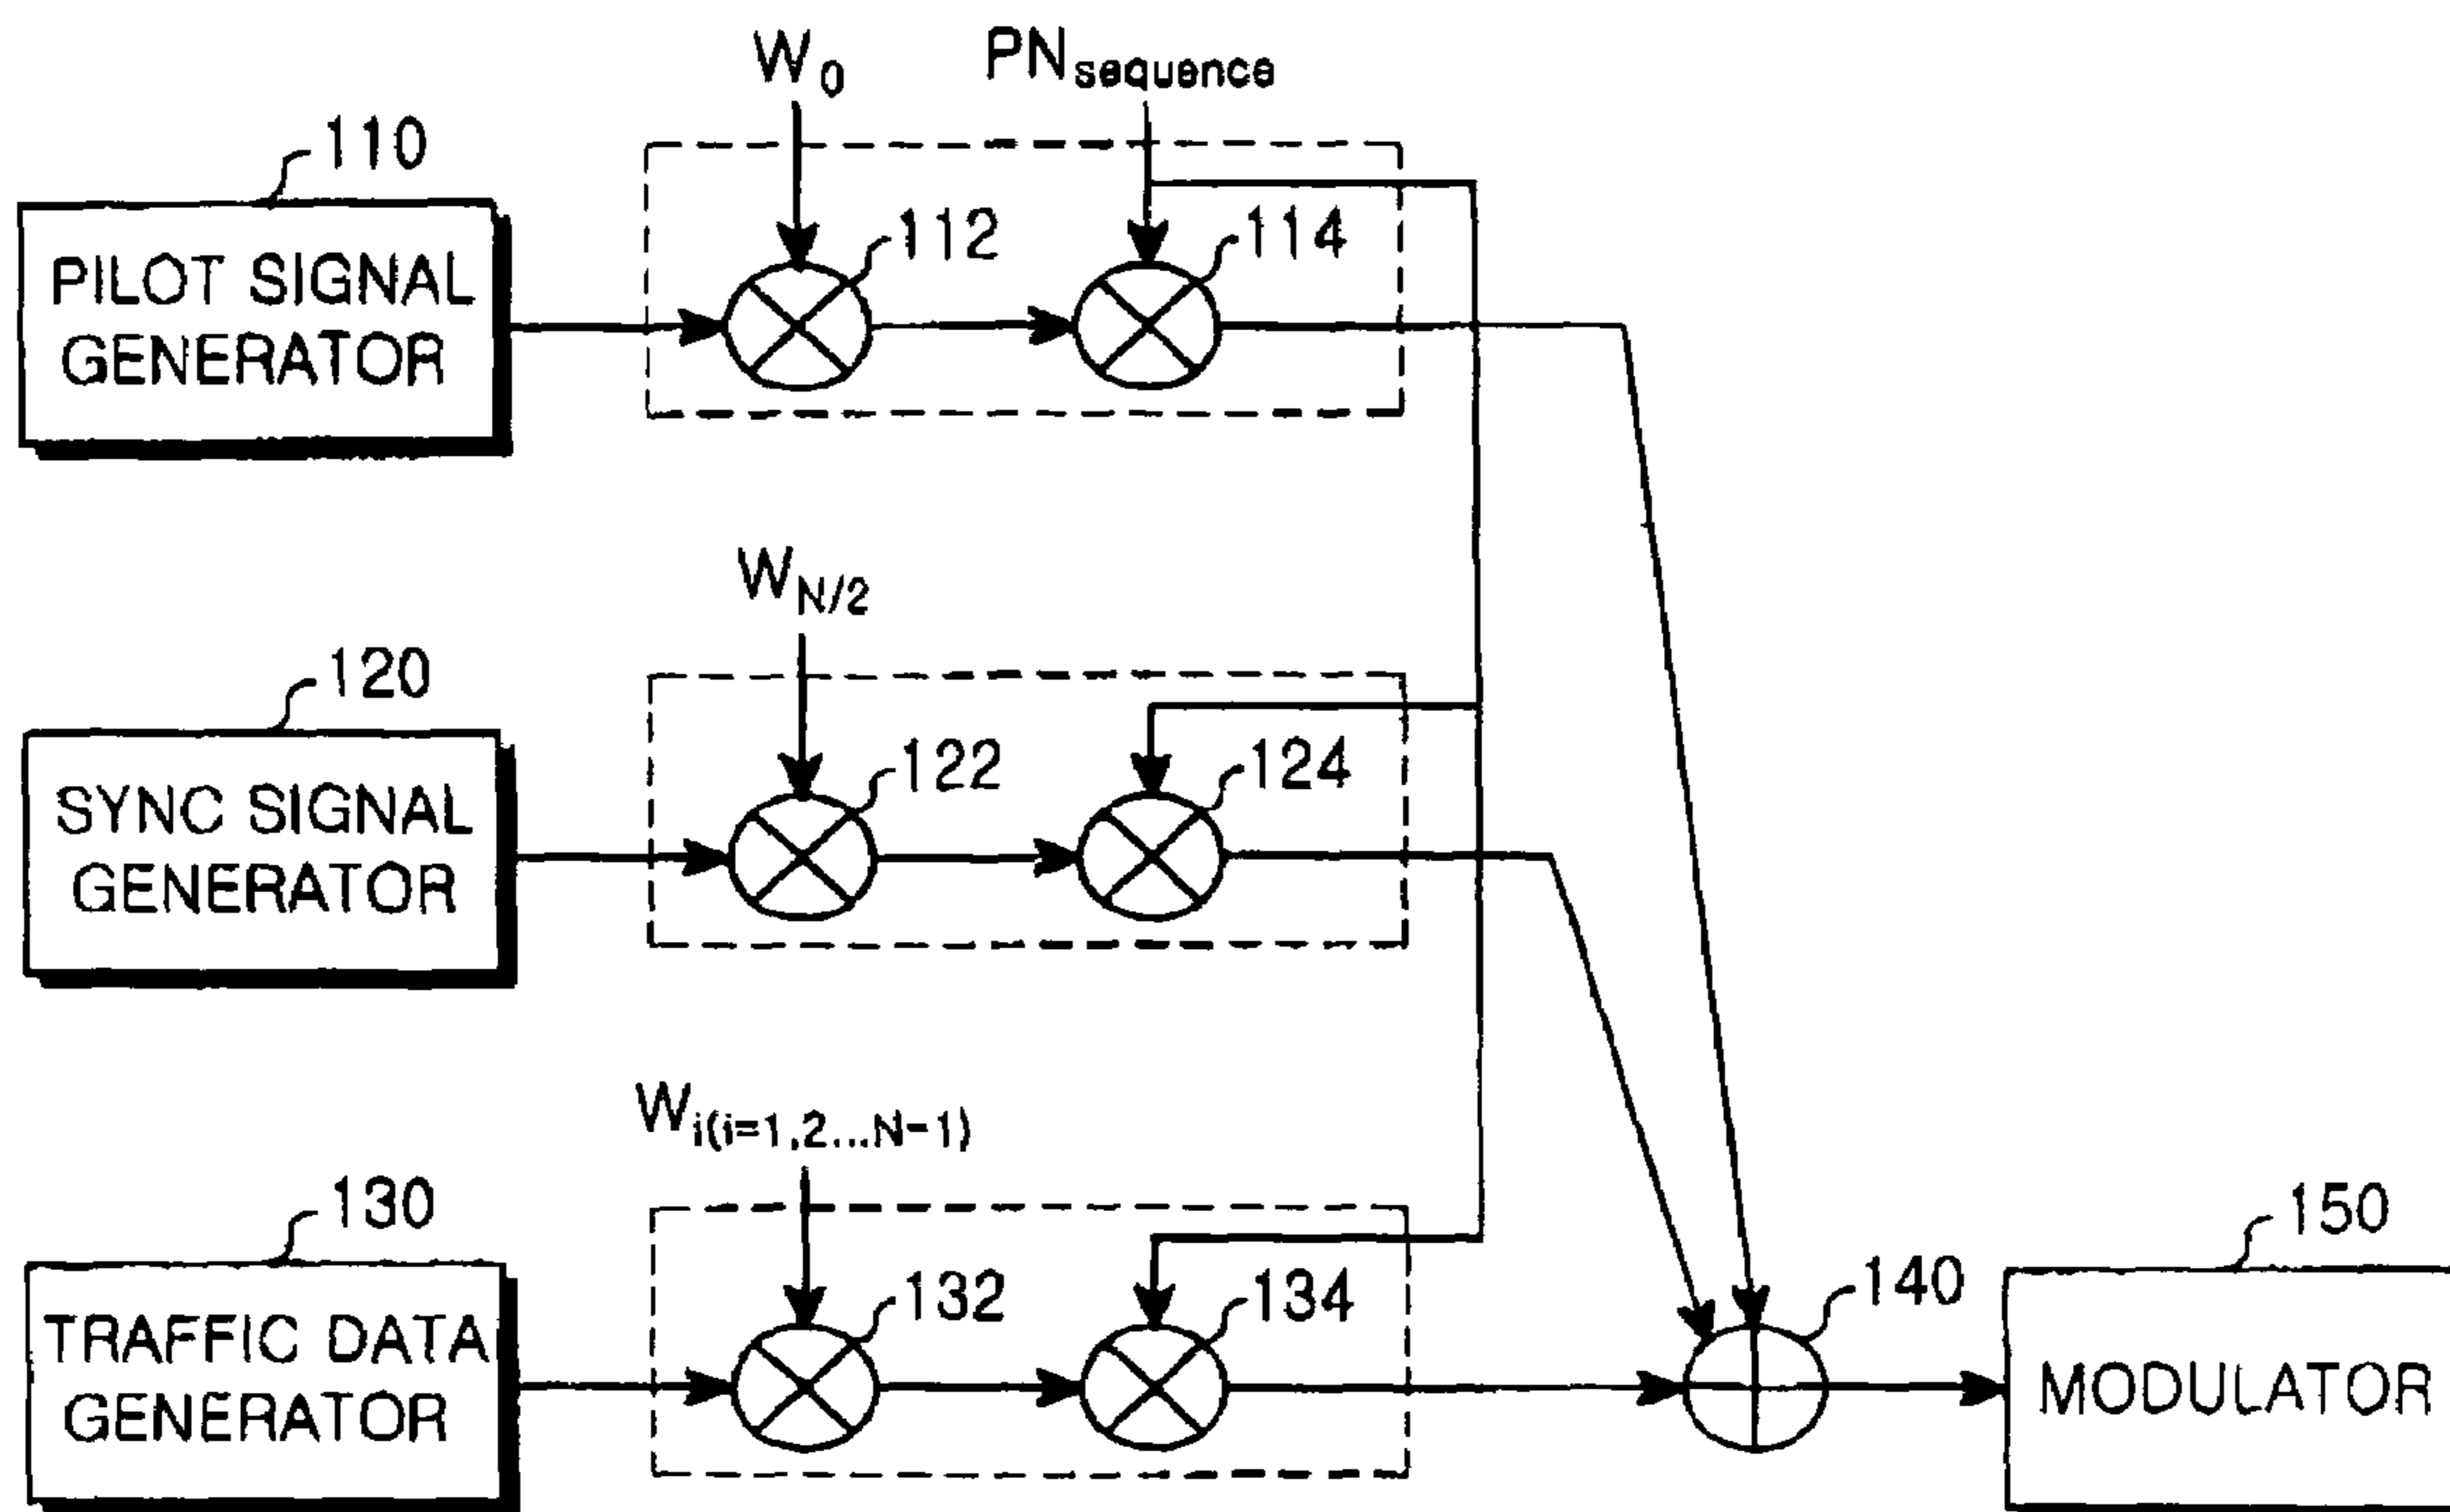 W0
PNsequence
110
PILOT SIGNAL
GENERATOR
112
114
WN/2
120
SYNC SIGNAL
GENERATOR
122
124
Wi(i=1,2...N-1)
130
TRAFFIC DATA
GENERATOR
132
134
140
150
MODULATOR